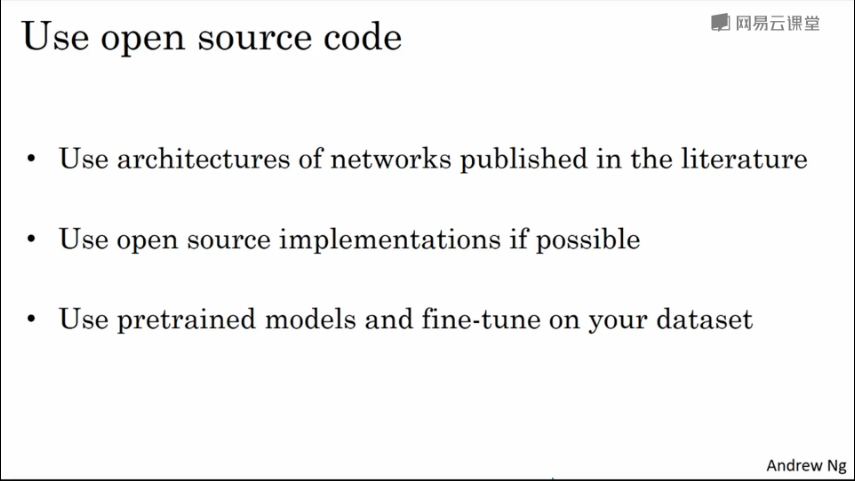 Use open source code
网易云课堂
• Use architectures of networks published in the literature
• Use open source implementations if possible
• Use pretrained models and fine-tune on your dataset
Andrew Ng